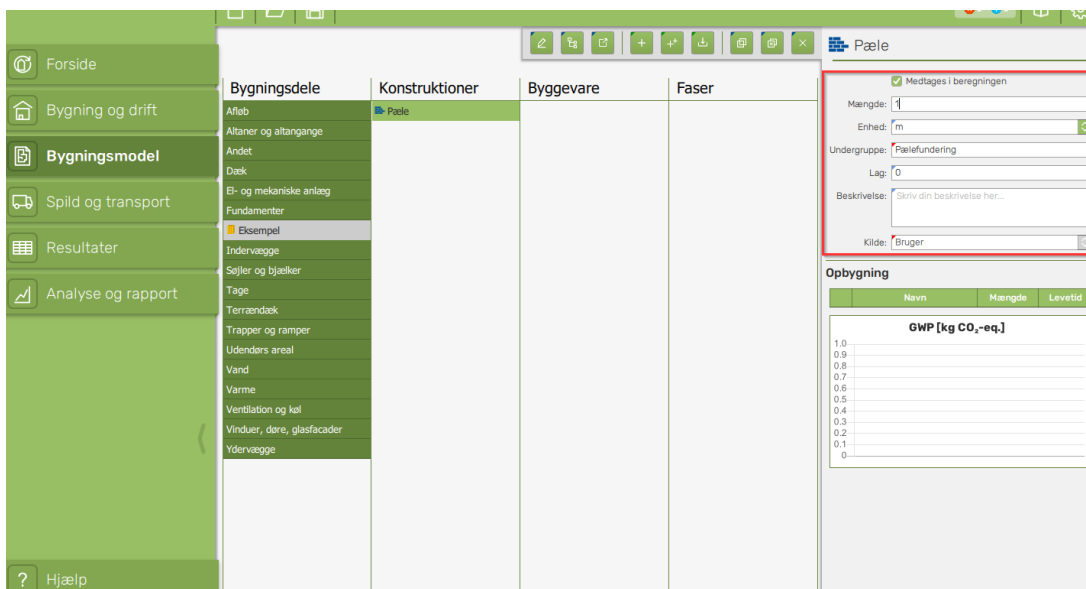 Forside
Bygning og drift
Bygningsmodel
Spild og transport
Resultater
Analyse og rapport
? Hjælp
Bygningsdele
Afløb
Altaner og altangange
Andet
Dæk
El- og mekaniske anlæg
Fundamenter
Eksempel
Indervægge
Søjler og bjælker
Tage
Terrændæk
Trapper og ramper
Udendørs areal
Vand
Varme
Ventilation og køl
Vinduer, døre, glasfacader
Ydervægge
Konstruktioner
Pæle
Byggevare
Faser
Pæle
Medtages i beregningen
Mængde: 1
Enhed: m
Undergruppe: Pælefundering
Lag: 0
Beskrivelse: Skriv din beskrivelse her...
Kilde: Bruger
Opbygning
Navn Mængde Levetid
GWP [kg CO₂-eq.]
1.0
0.9
0.8
0.7
0.6
0.5
0.4
0.3
0.2
0.1
0